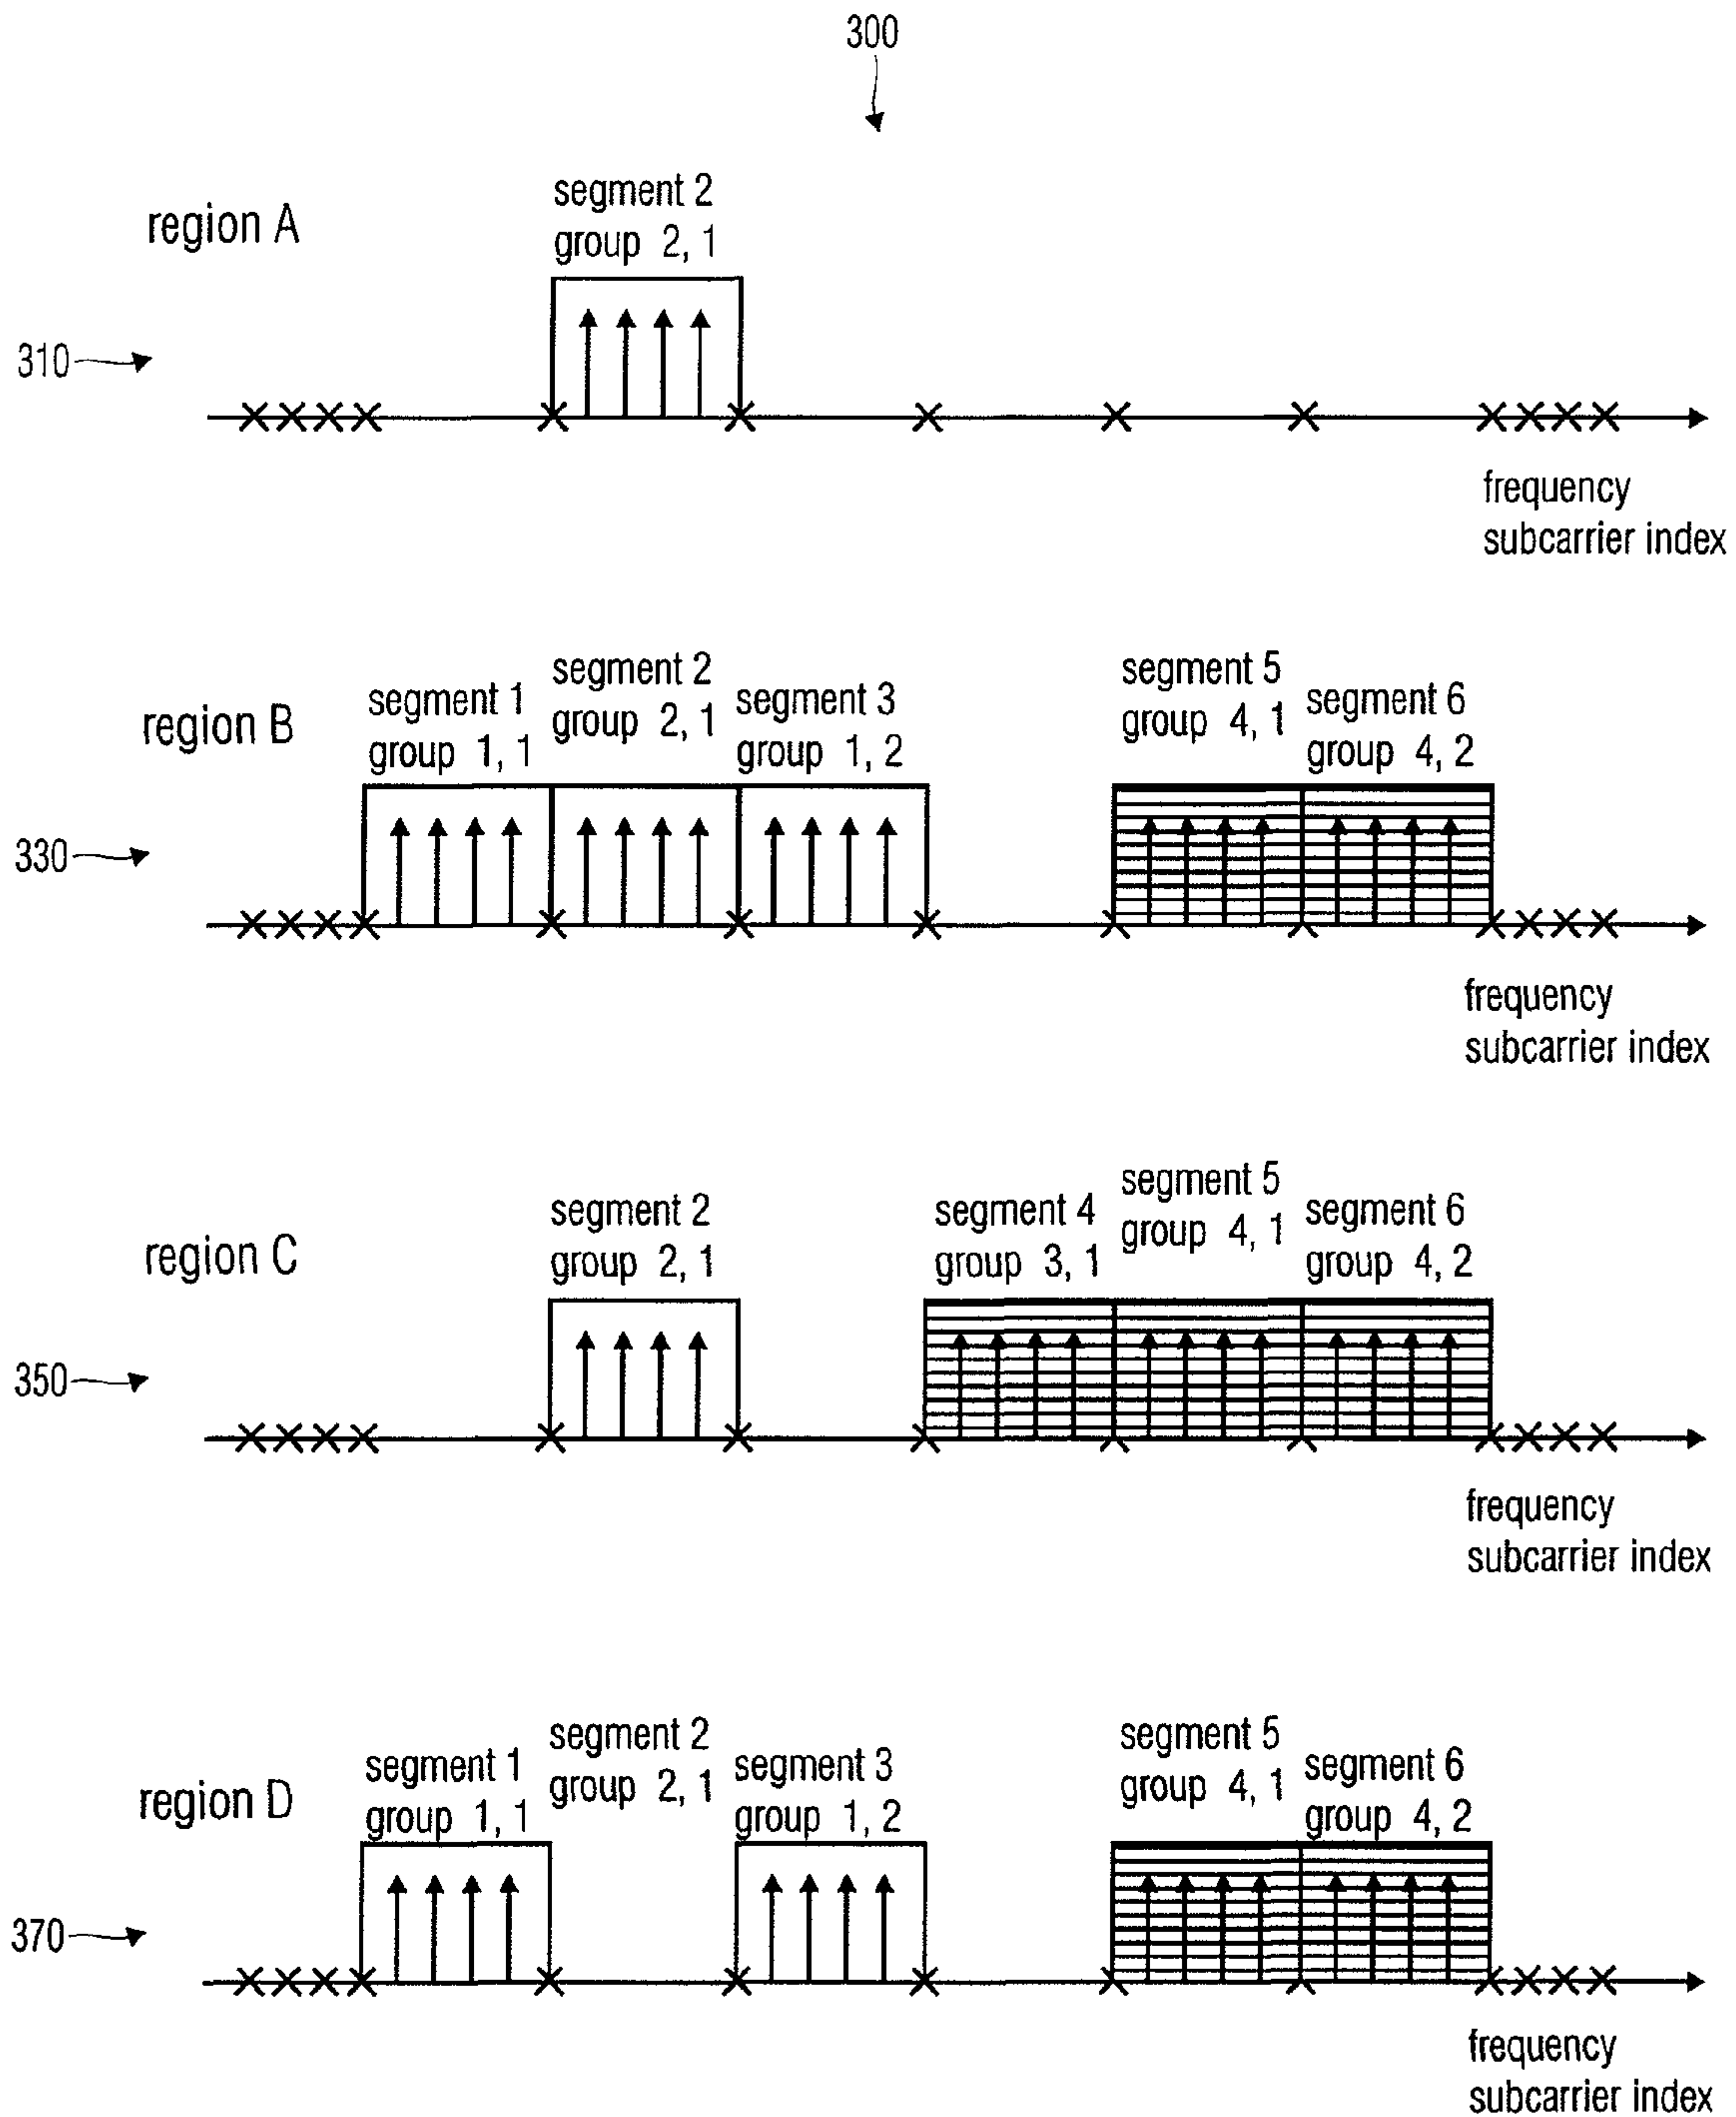 300
region A
segment 2
group 2, 1
310
frequency
subcarrier index
region B
segment 1
group 1, 1
segment 2
group 2, 1
segment 3
group 1, 2
segment 5
group 4, 1
segment 6
group 4, 2
330
frequency
subcarrier index
region C
segment 2
group 2, 1
segment 4
group 3, 1
segment 5
group 4, 1
segment 6
group 4, 2
350
frequency
subcarrier index
region D
segment 1
group 1, 1
segment 2
group 2, 1
segment 3
group 1, 2
segment 5
group 4, 1
segment 6
group 4, 2
370
frequency
subcarrier index